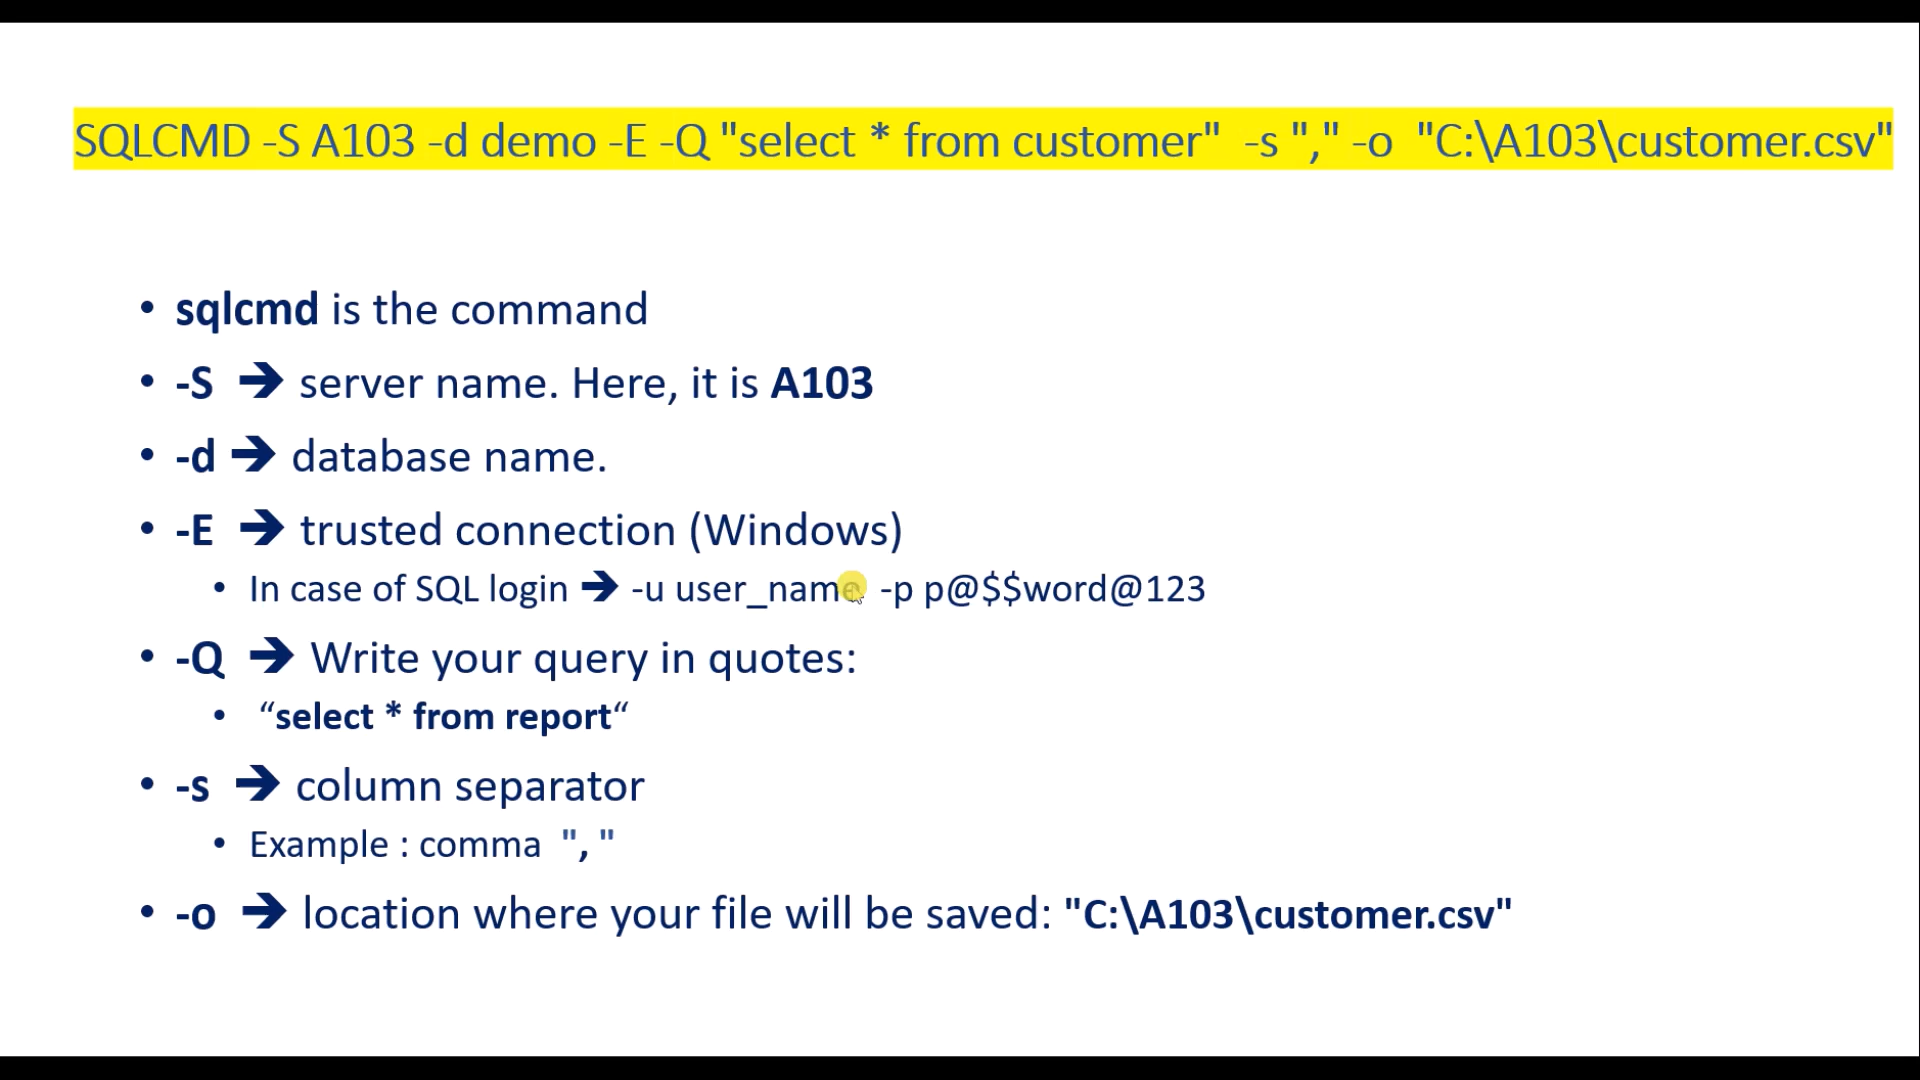 SQLCMD -S A103 -d demo -E -Q "select * from customer" -s "," -o "C:\A103\customer.csv"
• sqlcmd is the command
• -S ➔ server name. Here, it is A103
• -d ➔ database name.
• -E ➔ trusted connection (Windows)
• In case of SQL login ➔ -u user_name -p p@$$word@123
• -Q ➔ Write your query in quotes:
• “select * from report“
• -s ➔ column separator
• Example : comma ", "
• -o ➔ location where your file will be saved: "C:\A103\customer.csv"